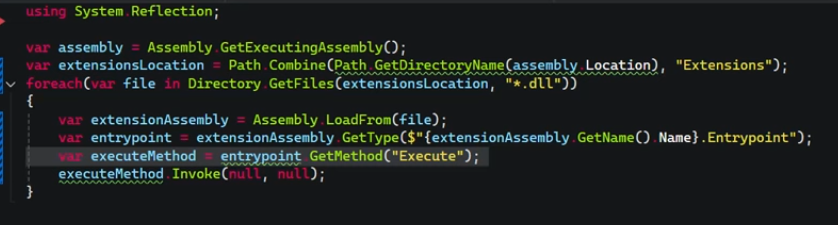 using System.Reflection;
var assembly = Assembly.GetExecutingAssembly();
var extensionsLocation = Path.Combine(Path.GetDirectoryName(assembly.Location), "Extensions");
foreach(var file in Directory.GetFiles(extensionsLocation, "*.dll"))
{
var extensionAssembly = Assembly.LoadFrom(file);
var entrypoint = extensionAssembly.GetType($"{extensionAssembly.GetName().Name}.Entrypoint");
var executeMethod = entrypoint.GetMethod("Execute");
executeMethod.Invoke(null, null);
}